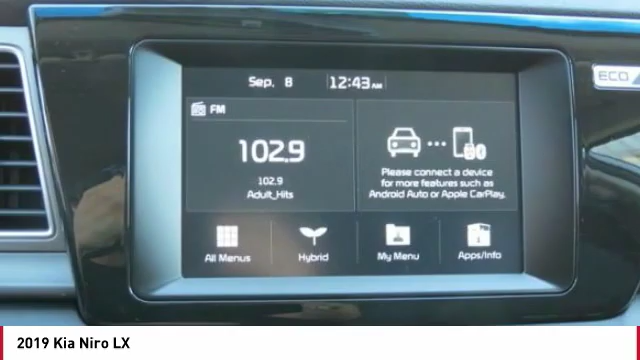 Sep. 8 12:43 AM
ECO
FM
102.9
102.9
Adult_Hits
Please connect a device
for more features such as
Android Auto or Apple CarPlay.
All Menus Hybrid My Menu Apps/Info
2019 Kia Niro LX